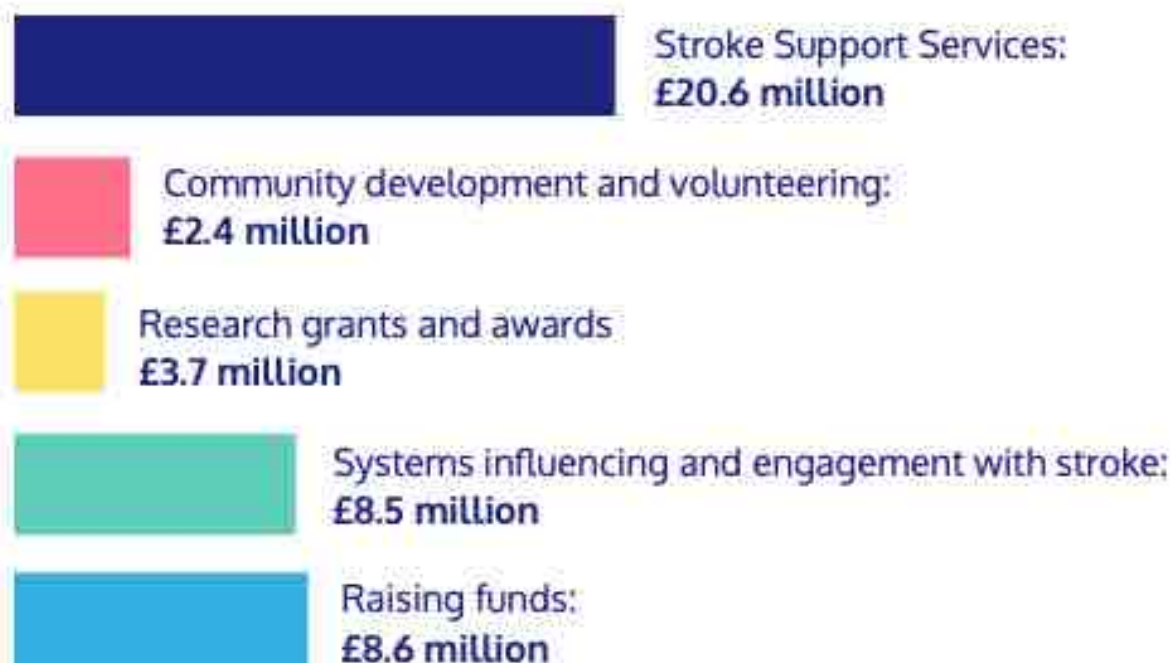 Stroke Support Services:
£20.6 million
Community development and volunteering:
£2.4 million
Research grants and awards
£3.7 million
Systems influencing and engagement with stroke:
£8.5 million
Raising funds:
£8.6 million